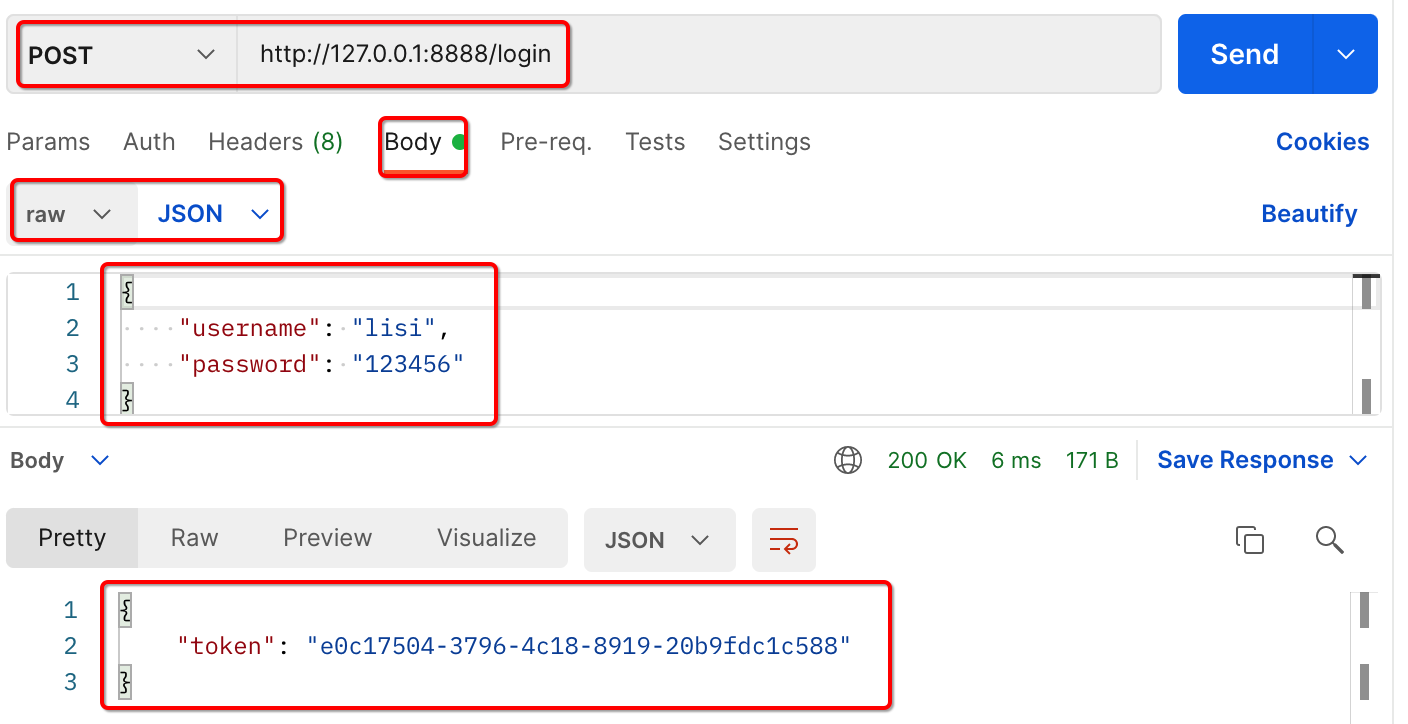 POST http://127.0.0.1:8888/login Send
Params Auth Headers (8) Body Pre-req. Tests Settings Cookies
raw JSON Beautify
1 {
2 "username": "lisi",
3 "password": "123456"
4 }
Body 200 OK 6 ms 171 B Save Response
Pretty Raw Preview Visualize JSON
1 {
2 "token": "e0c17504-3796-4c18-8919-20b9fdc1c588"
3 }